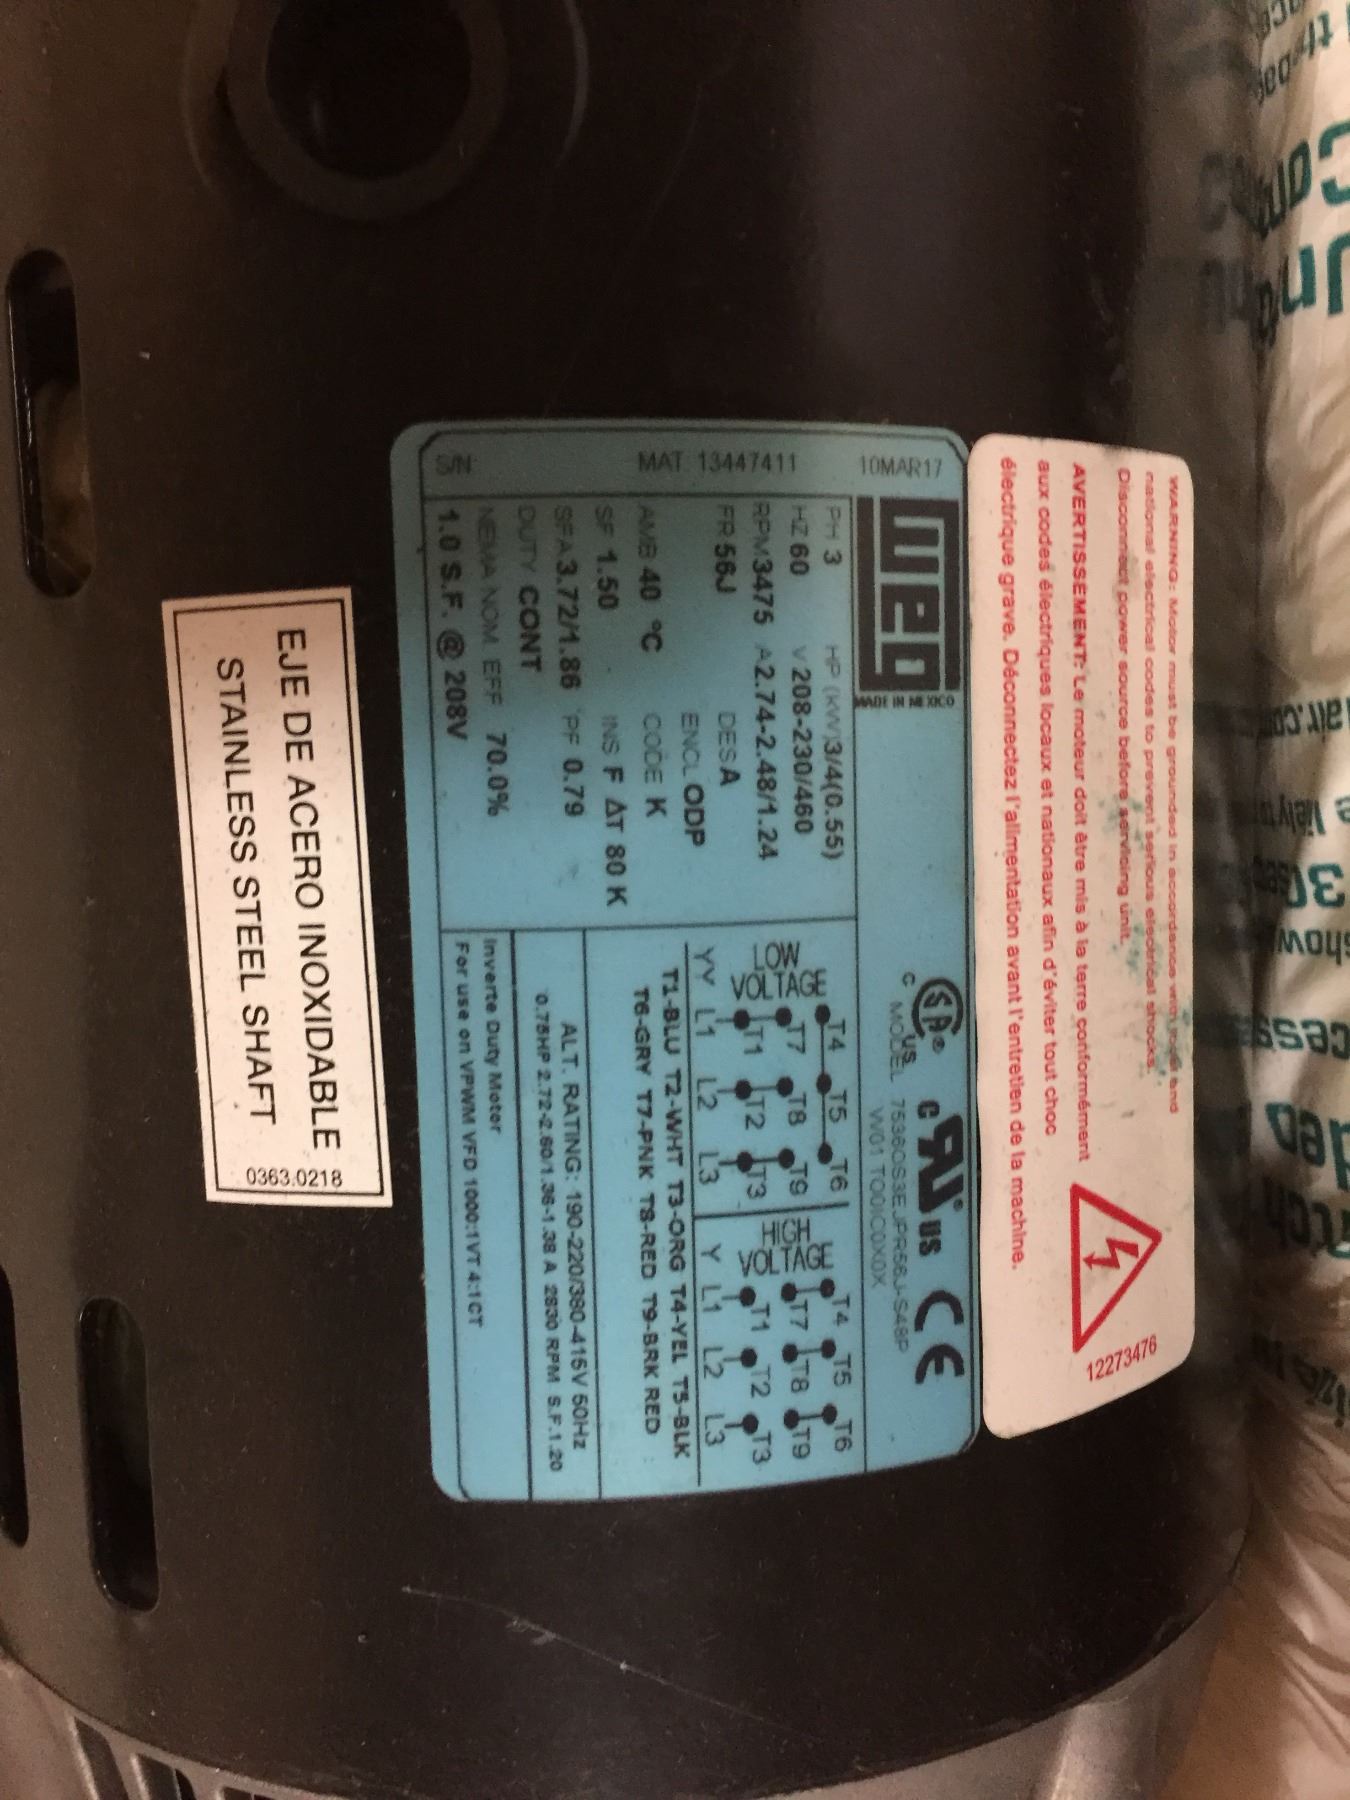 WARNING: Motor must be grounded in accordance with local and
national electrical codes to prevent serious electrical shocks.
Disconnect power source before servicing unit.
AVERTISSEMENT: Le moteur doit être mis à la terre conformément
aux codes électriques locaux et nationaux afin d'éviter tout choc
électrique grave. Déconnectez l'alimentation avant l'entretien de la machine.
12273476
10MAR17
MAT: 13447411
S/N:
WEG
MADE IN MEXICO
SA®
C US
c UR® US CE
MODEL 75360S3EJPR56J-S48P
VV01 T00IC0X0X
PH 3 HP (kW) 3/4(0.55)
HZ 60 V 208-230/460
RPM 3475 A 2.74-2.48/1.24
FR 56J DES A ENCL ODP
AMB 40 °C CODE K
SF 1.50 INS F ΔT 80 K
SFA 3.72/1.86 PF 0.79
DUTY CONT
NEMA NOM. EFF 70.0%
1.0 S.F. @ 208V
LOW
VOLTAGE
T4 T5 T6
T7 T8 T9
T1 T2 T3
YY L1 L2 L3
HIGH
VOLTAGE
T4 T5 T6
T7 T8 T9
T1 T2 T3
Y L1 L2 L3
T1-BLU T2-WHT T3-ORG T4-YEL T5-BLK
T6-GRY T7-PNK T8-RED T9-BRK RED
ALT. RATING: 190-220/380-415V 50Hz
0.75HP 2.72-2.60/1.36-1.38 A 2830 RPM S.F.1.20
Inverte Duty Motor
For use on VPWM VFD 1000:1VT 4:1CT
EJE DE ACERO INOXIDABLE
STAINLESS STEEL SHAFT
0363.0218